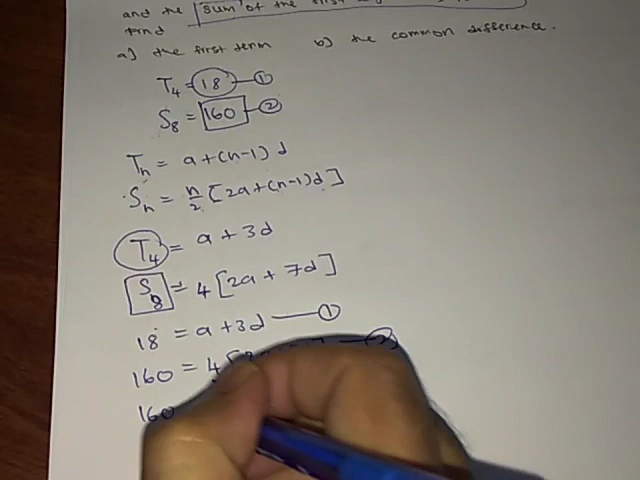 and the sum of the first
find
a) the first term b) the common difference.
T₄ = 18 — ①
S₈ = 160 — ②
Tₙ = a+(n-1)d
Sₙ = n/2 [2a+(n-1)d]
T₄ = a + 3d
S₈ = 4[2a + 7d]
18 = a+3d — ①
160 = 4[ — ②
160